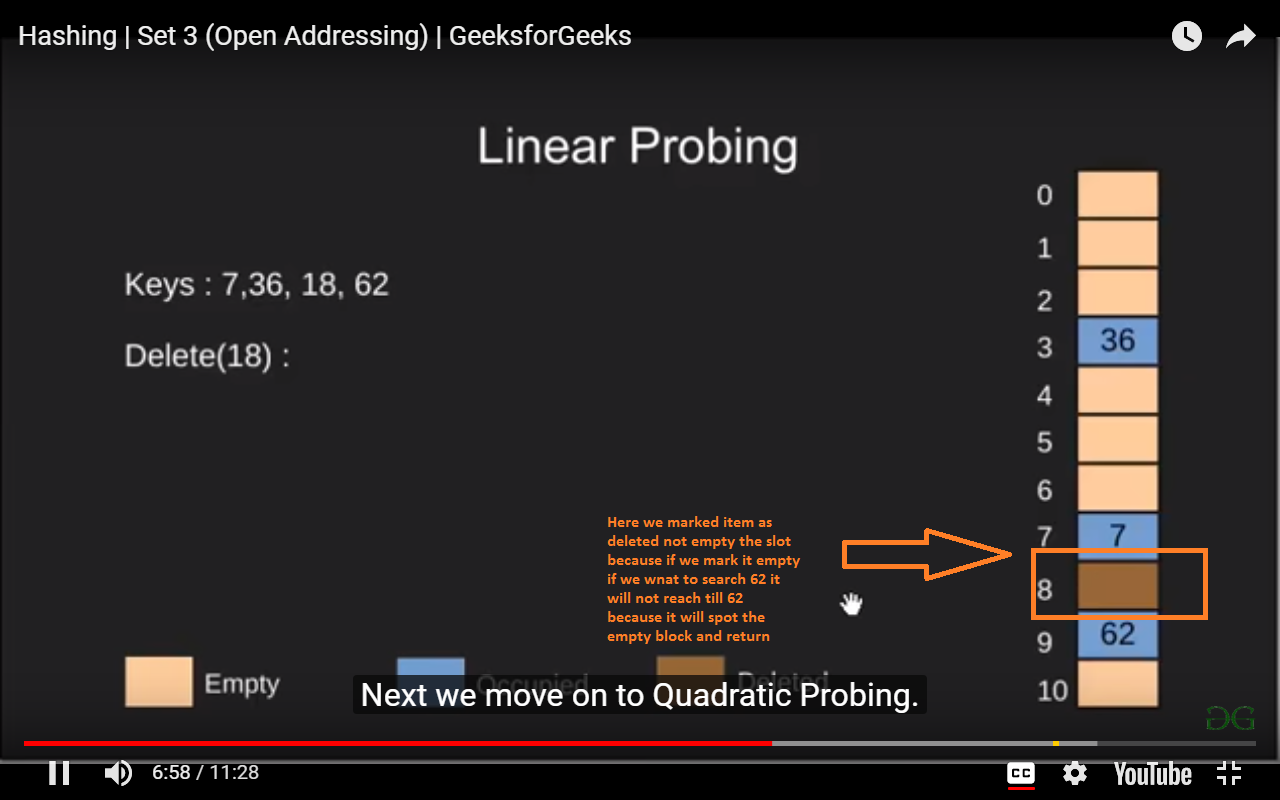 Hashing | Set 3 (Open Addressing) | GeeksforGeeks
Linear Probing
Keys : 7,36, 18, 62
Delete(18) :
0
1
2
3 36
4
5
6
7 7
8
9 62
10
Here we marked item as
deleted not empty the slot
because if we mark it empty
if we wnat to search 62 it
will not reach till 62
because it will spot the
empty block and return
Empty
Occupied
Deleted
Next we move on to Quadratic Probing.
6:58 / 11:28
CC
YouTube